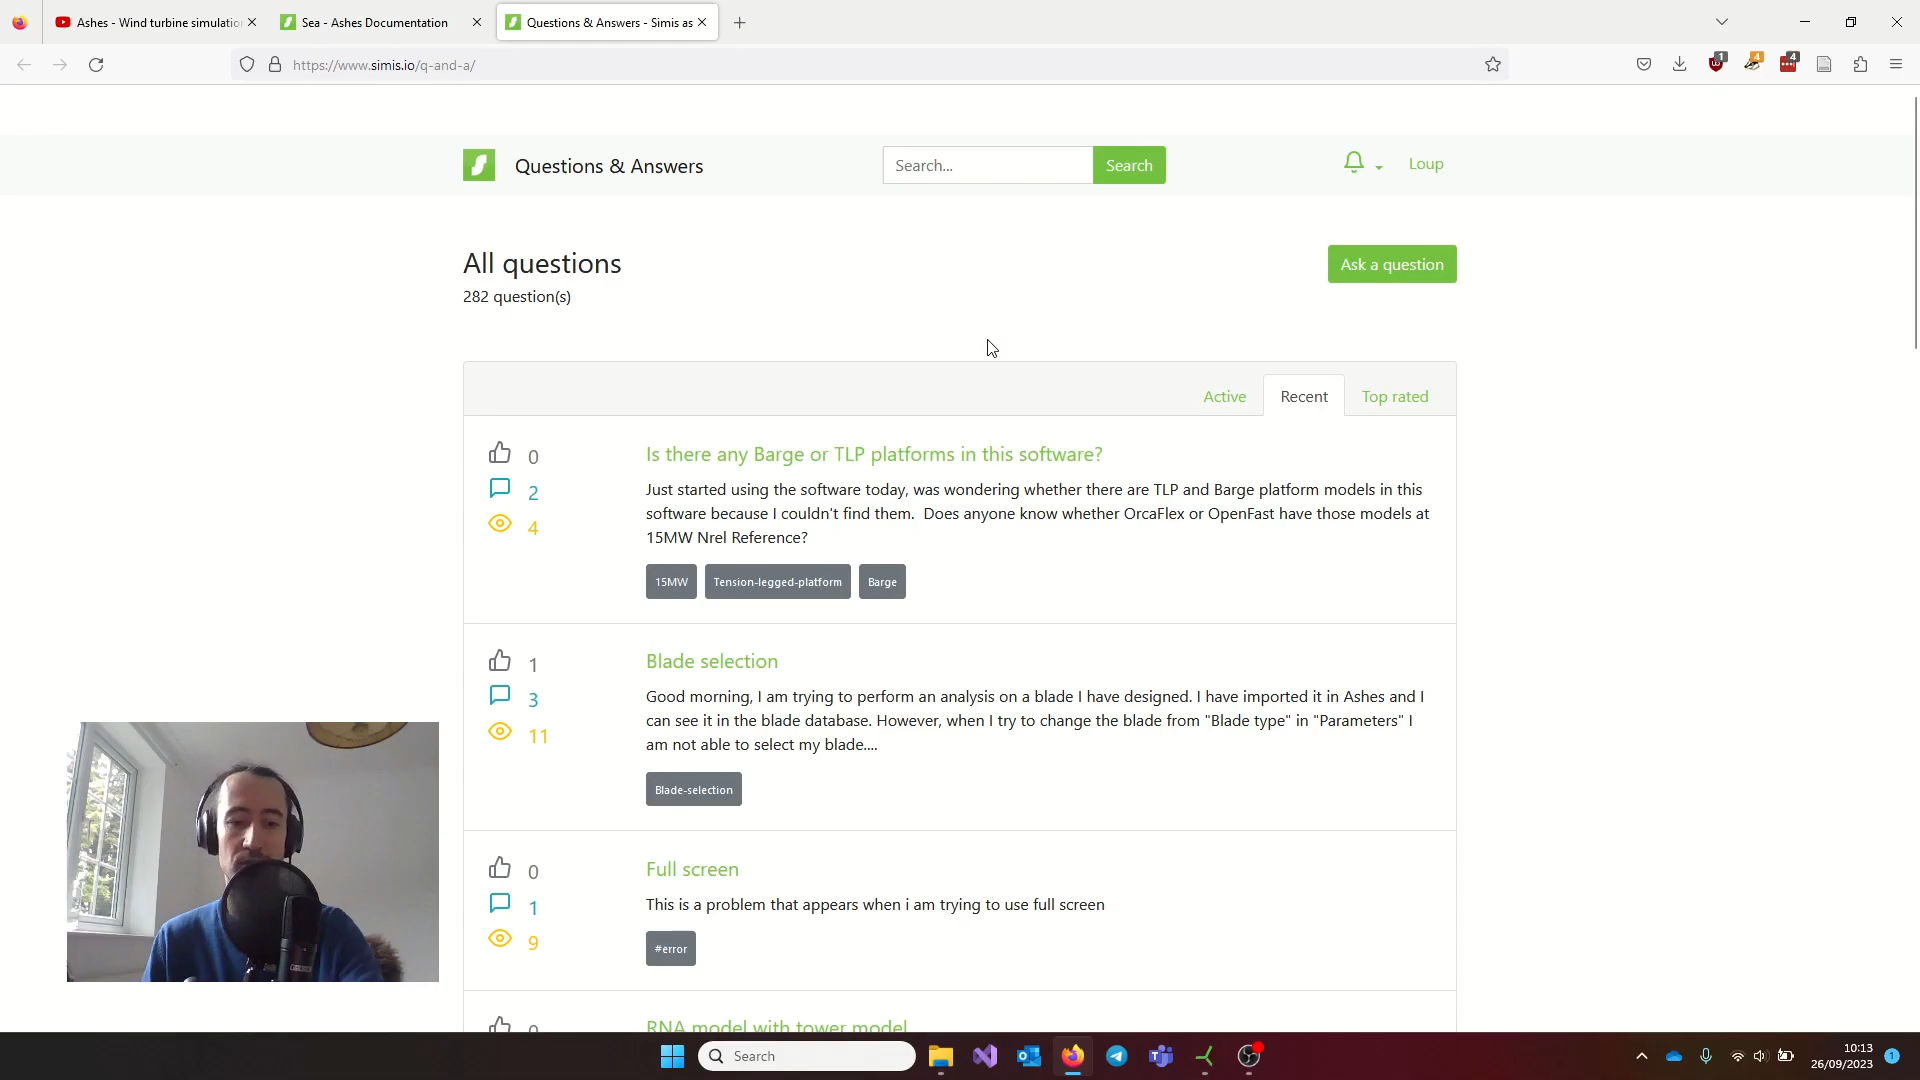 Ashes - Wind turbine simulatio
Sea - Ashes Documentation
Questions & Answers - Simis as
https://www.simis.io/q-and-a/
1
4
4
Questions & Answers
Search...
Search
Loup
All questions
282 question(s)
Ask a question
Active
Recent
Top rated
0
2
4
Is there any Barge or TLP platforms in this software?
Just started using the software today, was wondering whether there are TLP and Barge platform models in this
software because I couldn't find them.  Does anyone know whether OrcaFlex or OpenFast have those models at
15MW Nrel Reference?
15MW
Tension-legged-platform
Barge
1
3
11
Blade selection
Good morning, I am trying to perform an analysis on a blade I have designed. I have imported it in Ashes and I
can see it in the blade database. However, when I try to change the blade from "Blade type" in "Parameters" I
am not able to select my blade....
Blade-selection
0
1
9
Full screen
This is a problem that appears when i am trying to use full screen
#error
0
RNA model with tower model
Search
10:13
26/09/2023
1